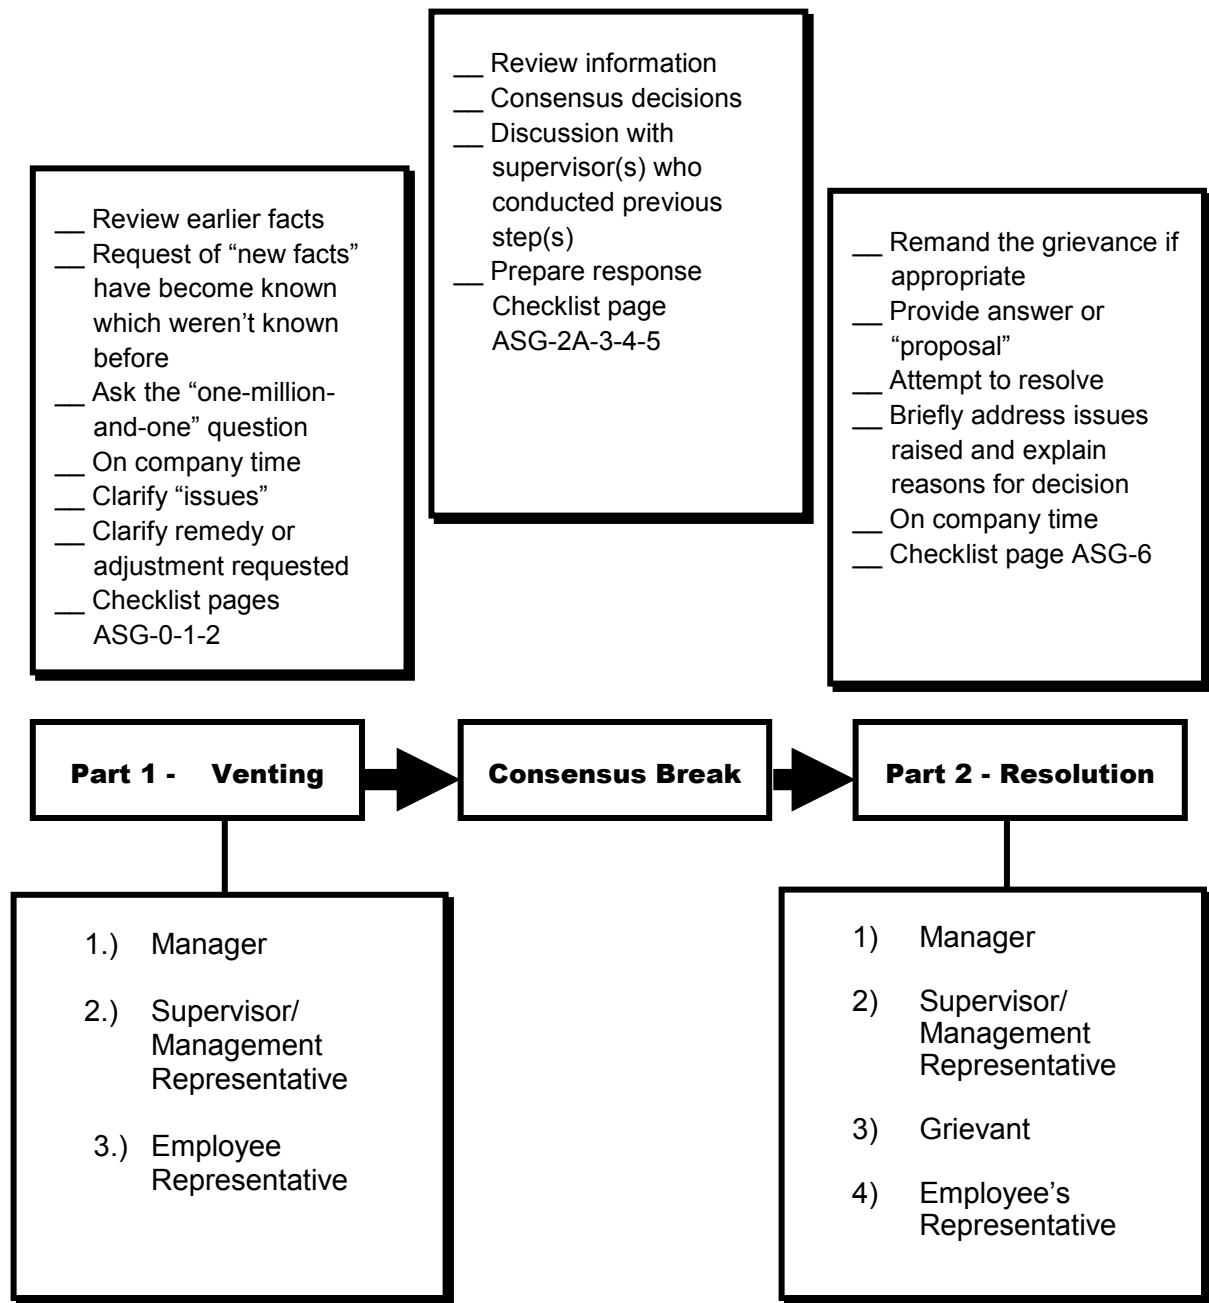 __ Review earlier facts
__ Request of “new facts”
have become known
which weren’t known
before
__ Ask the “one-million-
and-one” question
__ On company time
__ Clarify “issues”
__ Clarify remedy or
adjustment requested
__ Checklist pages
ASG-0-1-2
__ Review information
__ Consensus decisions
__ Discussion with
supervisor(s) who
conducted previous
step(s)
__ Prepare response
Checklist page
ASG-2A-3-4-5
__ Remand the grievance if
appropriate
__ Provide answer or
“proposal”
__ Attempt to resolve
__ Briefly address issues
raised and explain
reasons for decision
__ On company time
__ Checklist page ASG-6
Part 1 - Venting
Consensus Break
Part 2 - Resolution
1.) Manager
2.) Supervisor/
Management
Representative
3.) Employee
Representative
1) Manager
2) Supervisor/
Management
Representative
3) Grievant
4) Employee’s
Representative